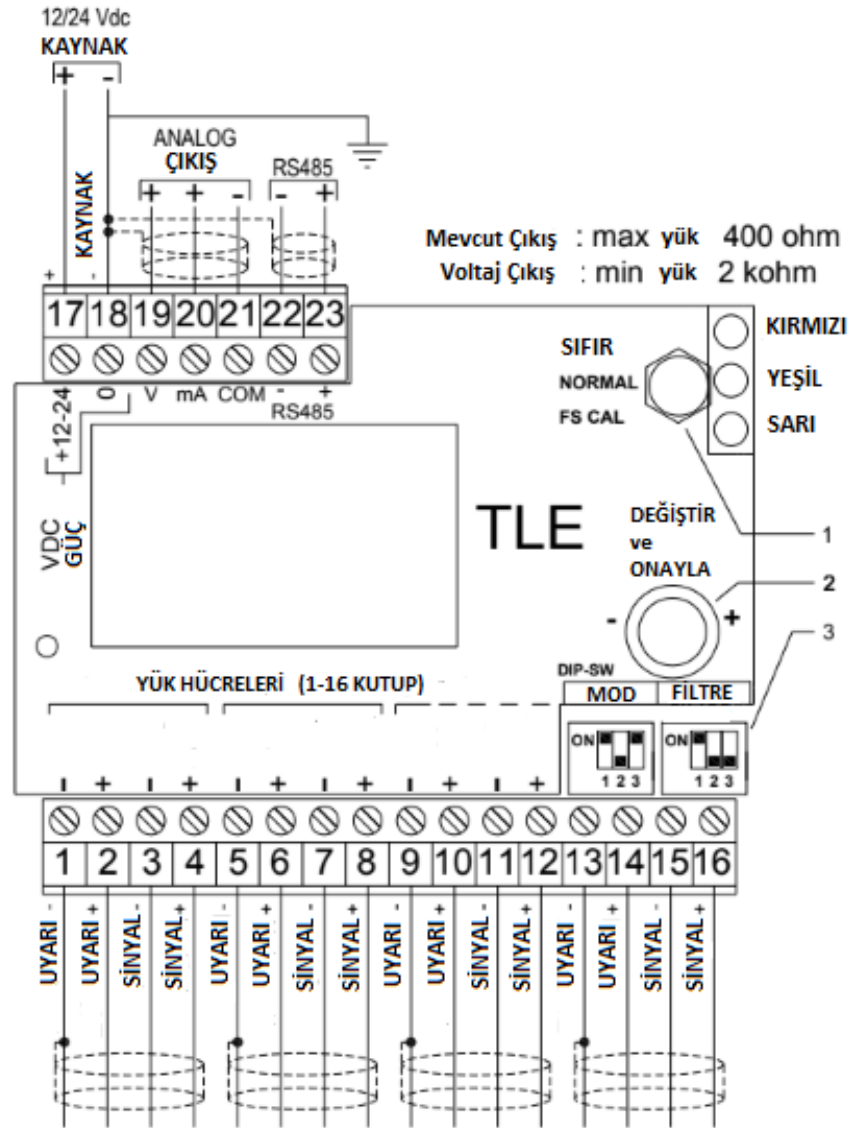 12/24 Vdc
KAYNAK
+ -
ANALOG
ÇIKIŞ
RS485
+ + - - +
KAYNAK
+ -
Mevcut Çıkış : max yük 400 ohm
Voltaj Çıkış : min yük 2 kohm
17 18 19 20 21 22 23
+12-24 0 V mA COM - +
RS485
VDC
GÜÇ
SIFIR
NORMAL
FS CAL
KIRMIZI
YEŞİL
SARI
TLE
DEĞİŞTİR
ve
ONAYLA
- +
1
2
3
YÜK HÜCRELERİ (1-16 KUTUP)
DIP-SW
MOD FİLTRE
ON ON
1 2 3 1 2 3
- + - + - + - + - + - +
1 2 3 4 5 6 7 8 9 10 11 12 13 14 15 16
UYARI - UYARI + SİNYAL - SİNYAL+ UYARI - UYARI + SİNYAL - SİNYAL+ UYARI - UYARI + SİNYAL - SİNYAL+ UYARI - UYARI + SİNYAL - SİNYAL+